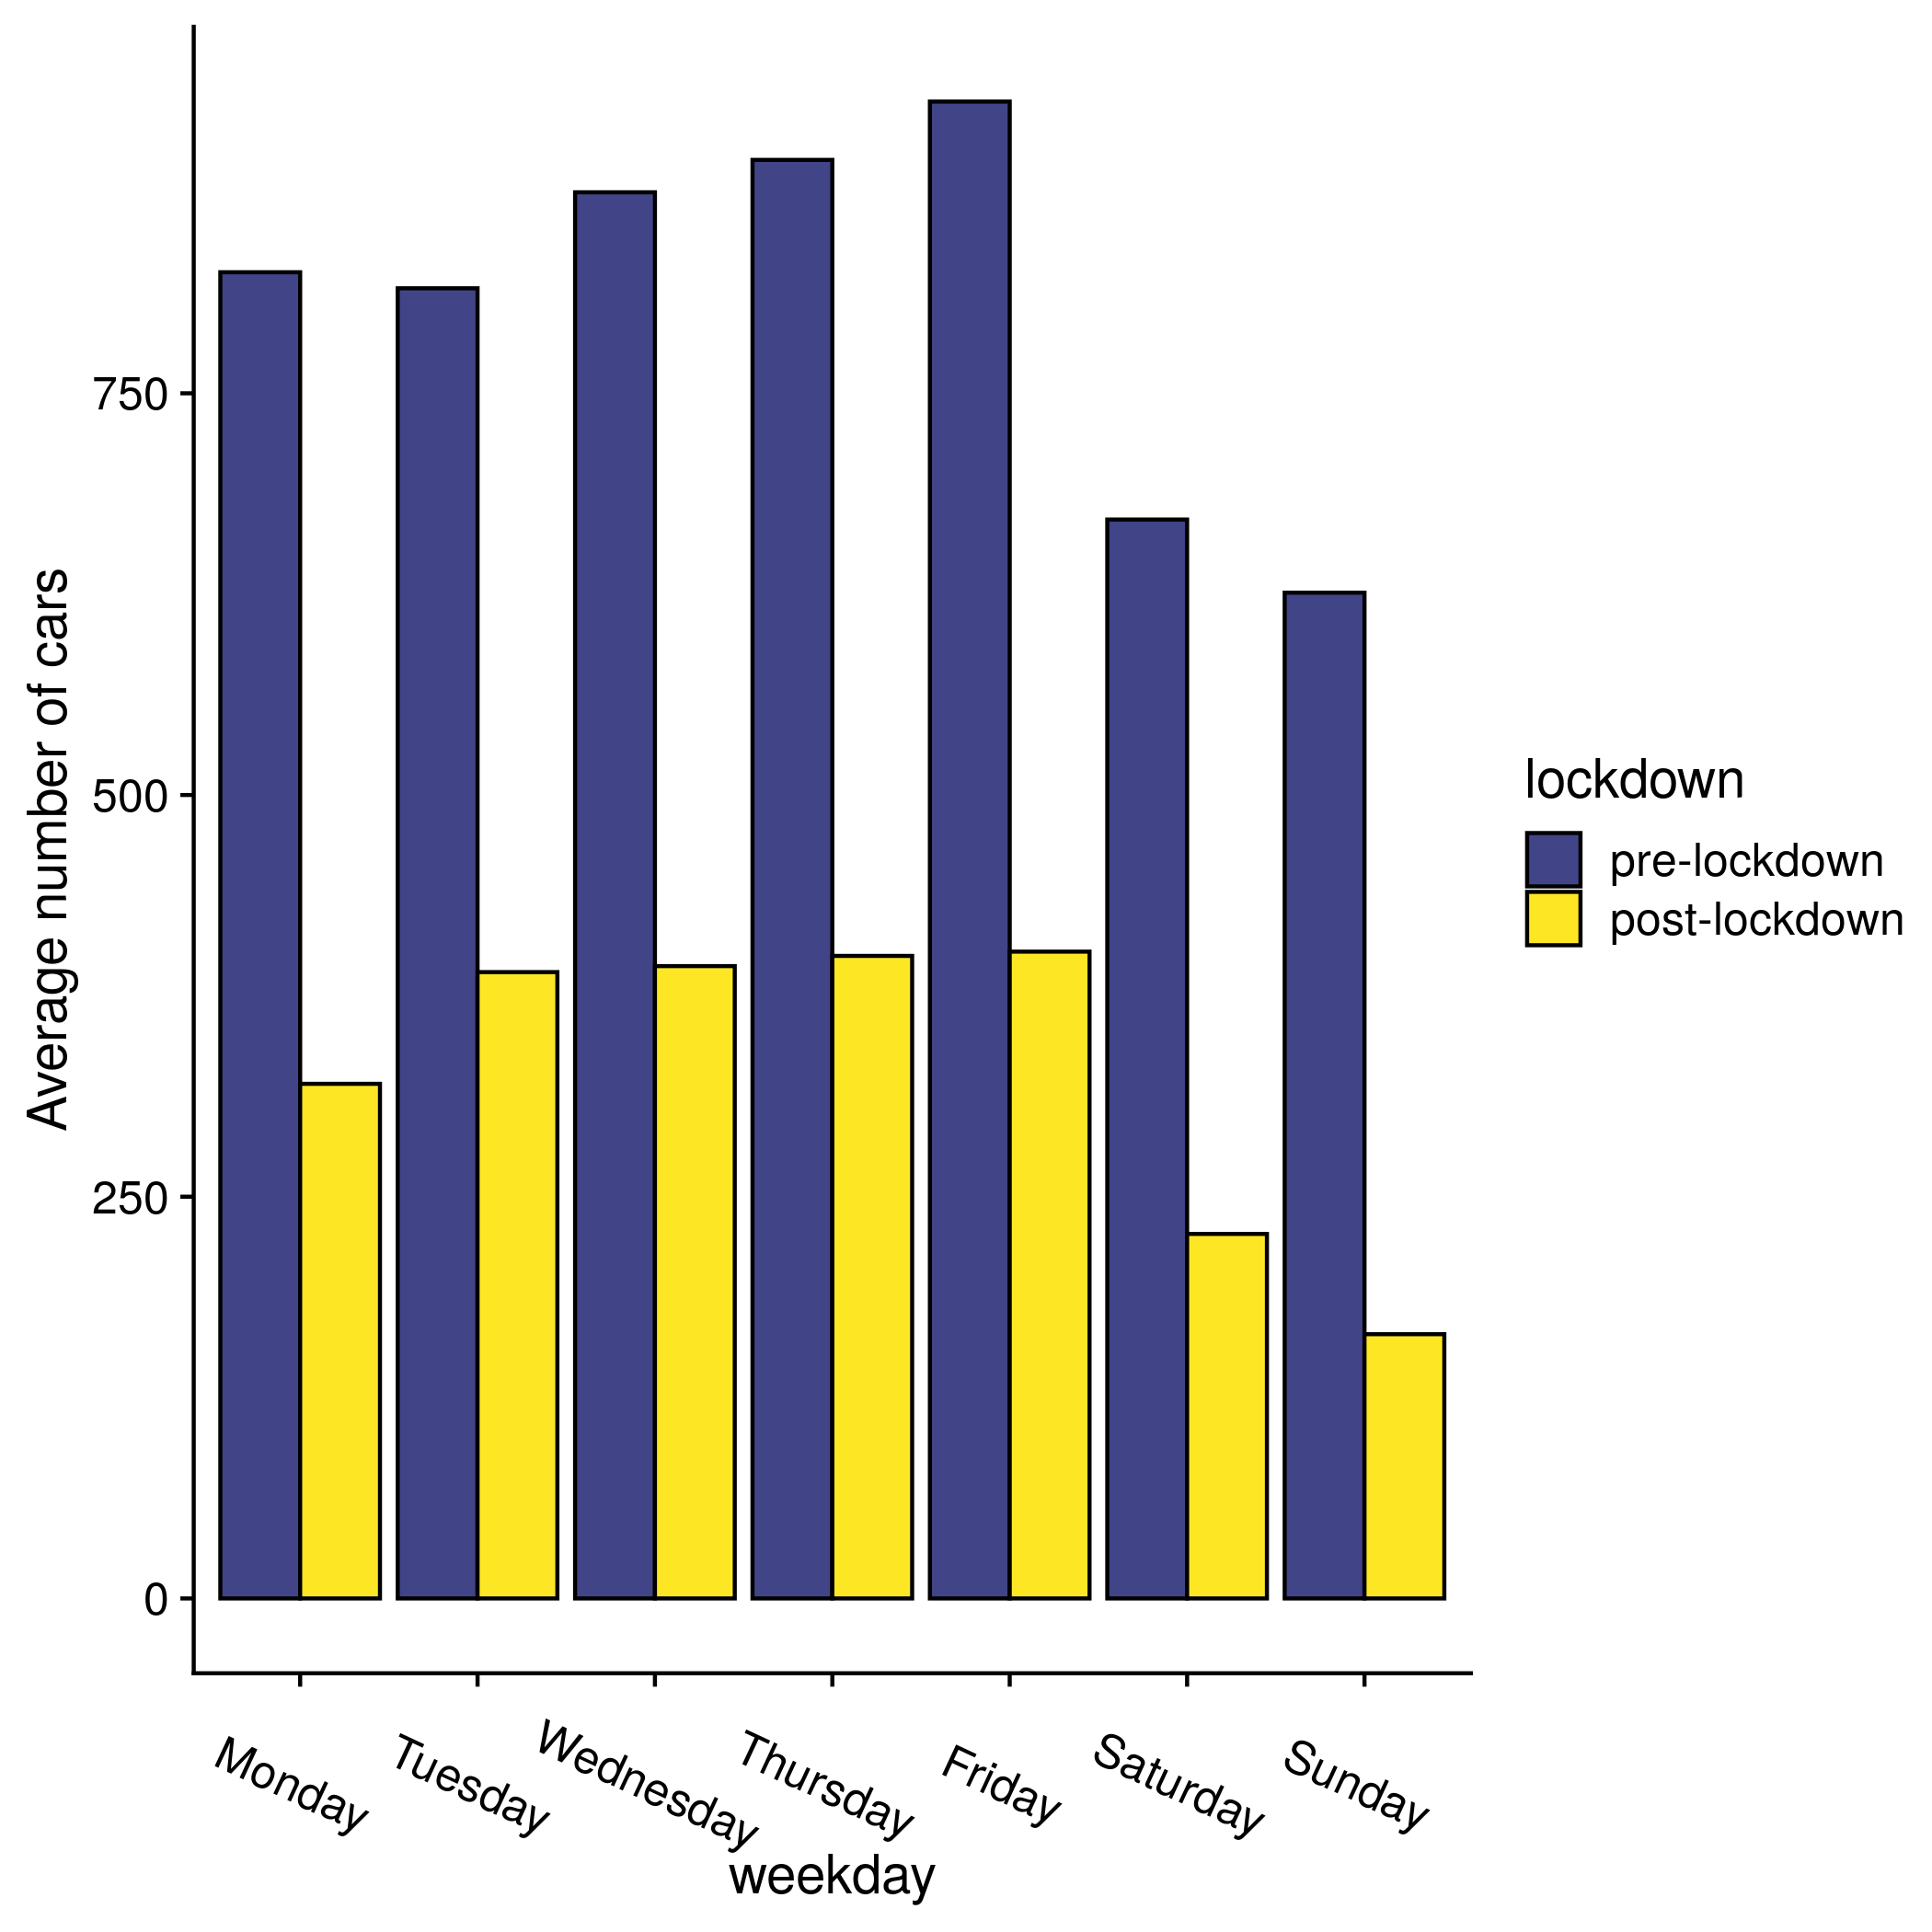 Average number of cars
750
500
250
0
Monday
Tuesday
Wednesday
Thursday
Friday
Saturday
Sunday
weekday
lockdown
pre-lockdown
post-lockdown